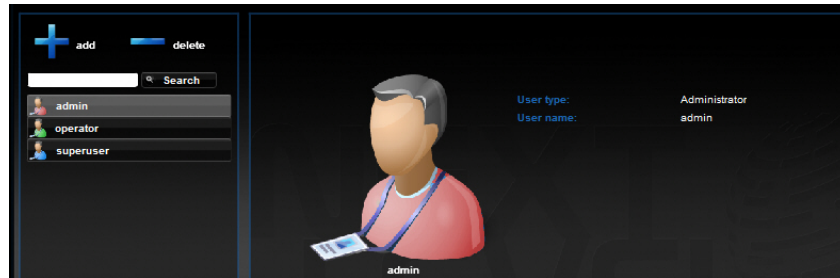 add
delete
Search
admin
operator
superuser
User type: Administrator
User name: admin
admin